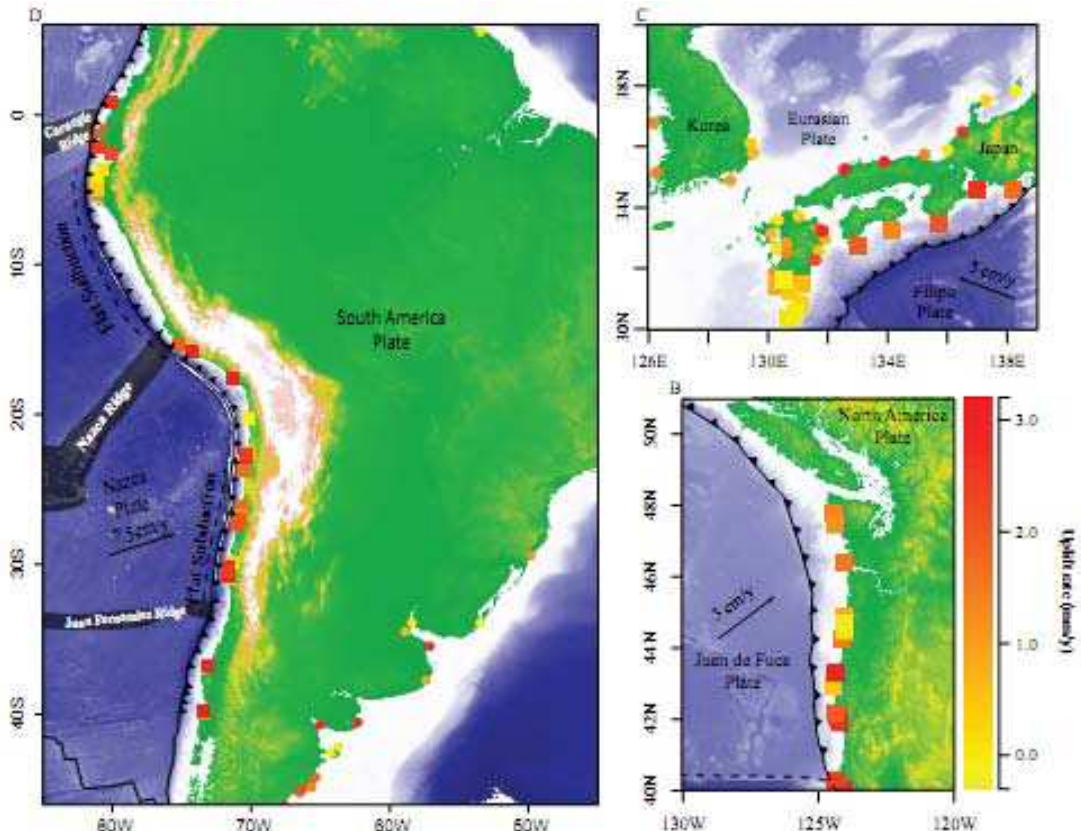 D
0
10S
20S
30S
40S
80W
70W
60W
50W
Carnegie
Ridge
Flat Subduction
Nazca Ridge
Nazca
Plate
7.5cm/y
Flat Subduction
Juan Fernandez Ridge
South America
Plate
C
38N
34N
30N
126E
130E
134E
138E
Korea
Eurasian
Plate
Japan
5 cm/y
Filipo
Plate
B
50N
48N
46N
44N
42N
40N
130W
125W
120W
North America
Plate
5 cm/y
Juan de Fuca
Plate
3.0
2.0
1.0
0.0
Uplift rate (mm/y)